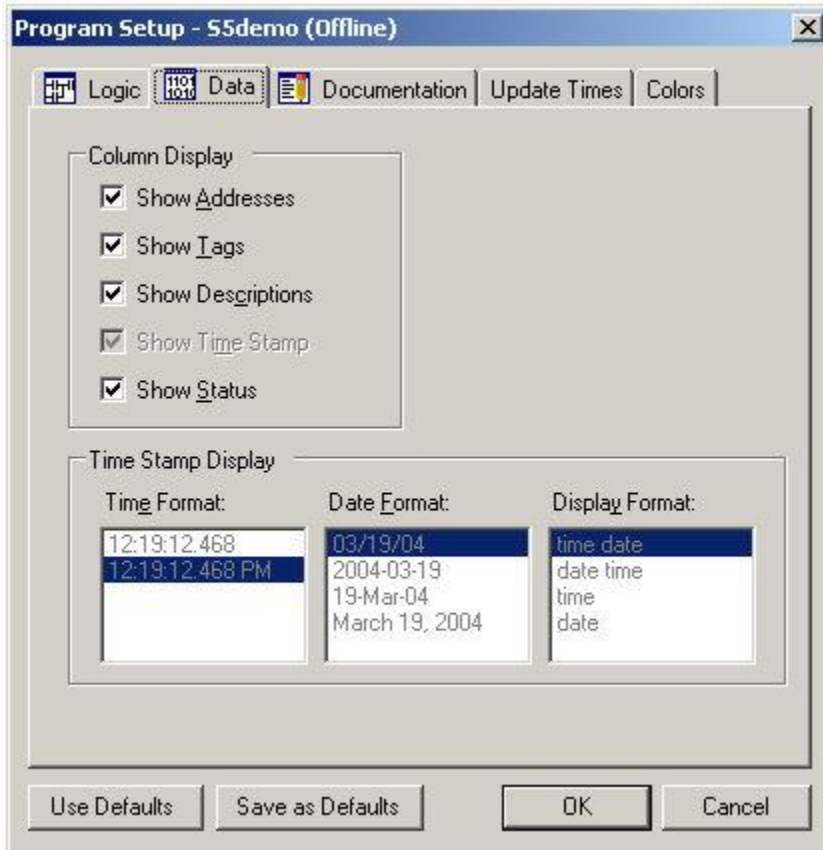 Program Setup - S5demo (Offline)
Logic
1101
1010
Data
Documentation
Update Times
Colors
Column Display
Show Addresses
Show Tags
Show Descriptions
Show Time Stamp
Show Status
Time Stamp Display
Time Format:
12:19:12.468
12:19:12.468 PM
Date Format:
03/19/04
2004-03-19
19-Mar-04
March 19, 2004
Display Format:
time date
date time
time
date
Use Defaults
Save as Defaults
OK
Cancel